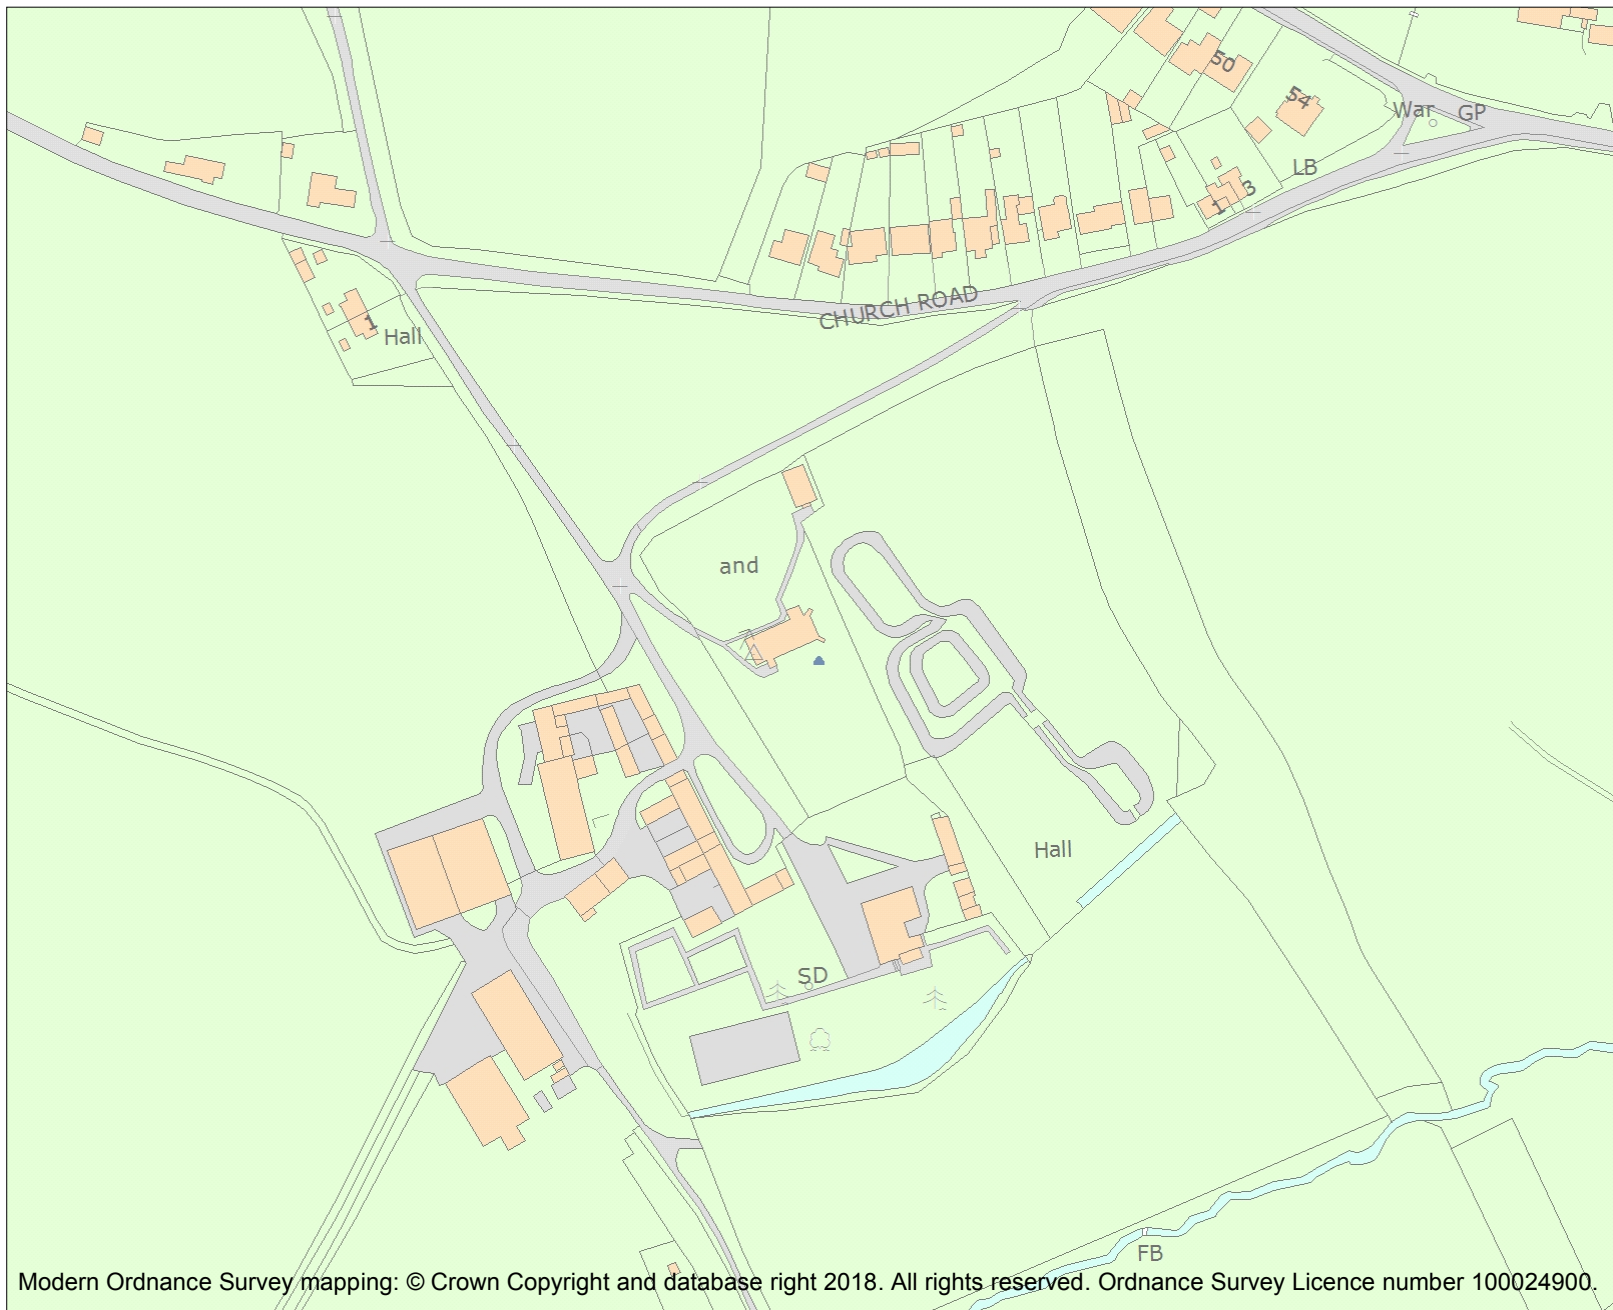 50
54
War GP
LB
3
1
CHURCH ROAD
1
Hall
and
Hall
SD
FB
Modern Ordnance Survey mapping: © Crown Copyright and database right 2018. All rights reserved. Ordnance Survey Licence number 100024900.